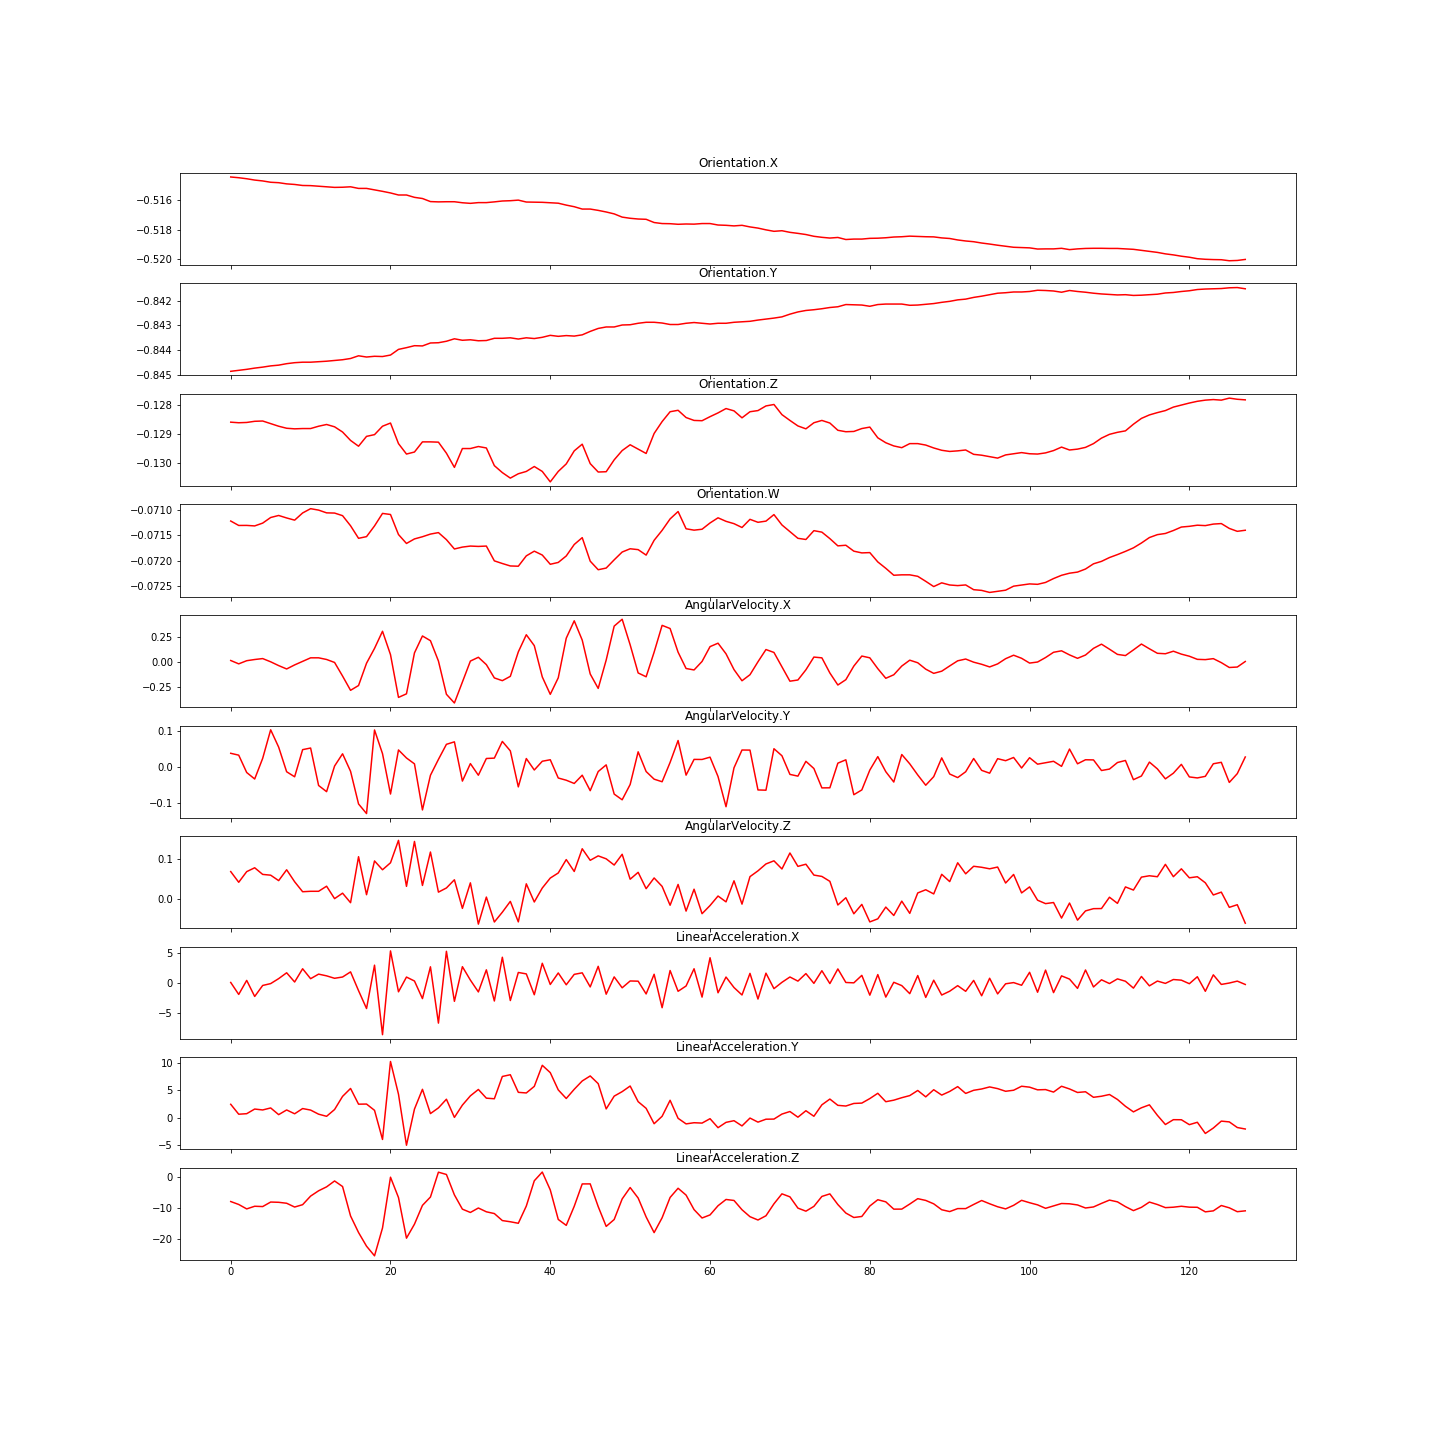 Orientation.X
−0.516
−0.518
−0.520
Orientation.Y
−0.842
−0.843
−0.844
−0.845
Orientation.Z
−0.128
−0.129
−0.130
Orientation.W
−0.0710
−0.0715
−0.0720
−0.0725
AngularVelocity.X
0.25
0.00
−0.25
AngularVelocity.Y
0.1
0.0
−0.1
AngularVelocity.Z
0.1
0.0
LinearAcceleration.X
5
0
−5
LinearAcceleration.Y
10
5
0
−5
LinearAcceleration.Z
0
−10
−20
0 20 40 60 80 100 120